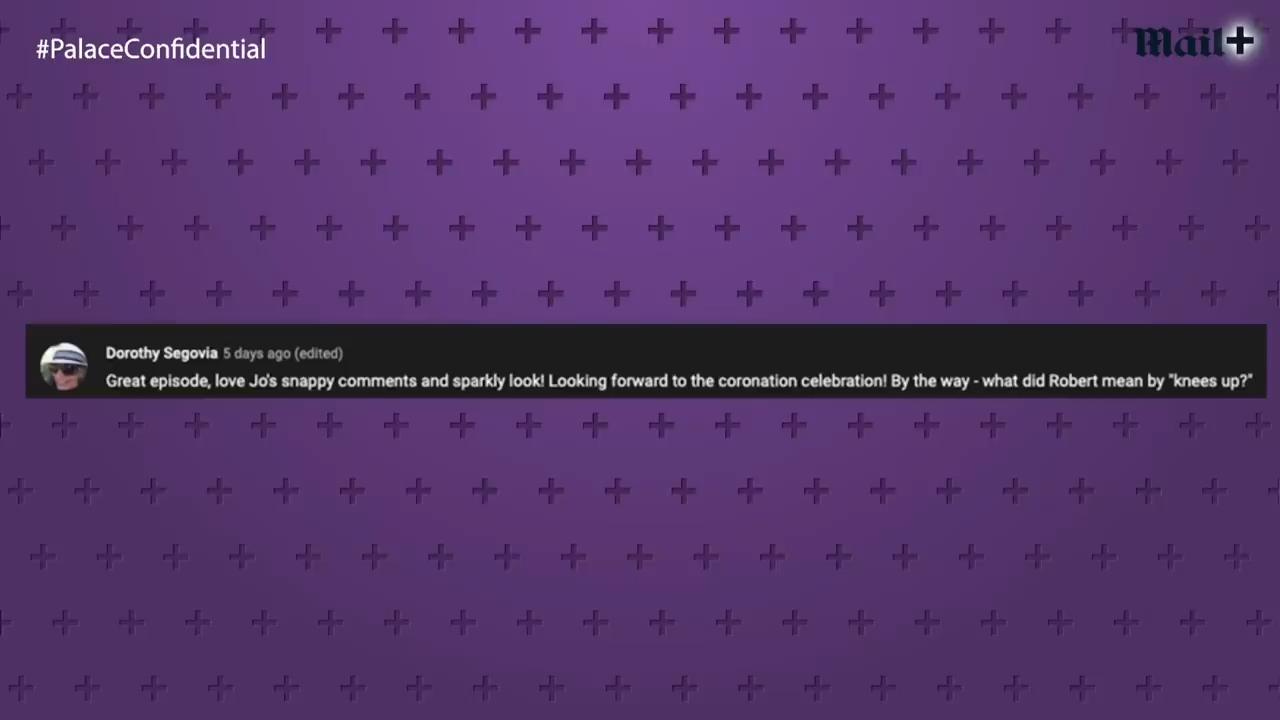 #PalaceConfidential
Mail+
Dorothy Segovia 5 days ago (edited)
Great episode, love Jo's snappy comments and sparkly look! Looking forward to the coronation celebration! By the way - what did Robert mean by "knees up?"